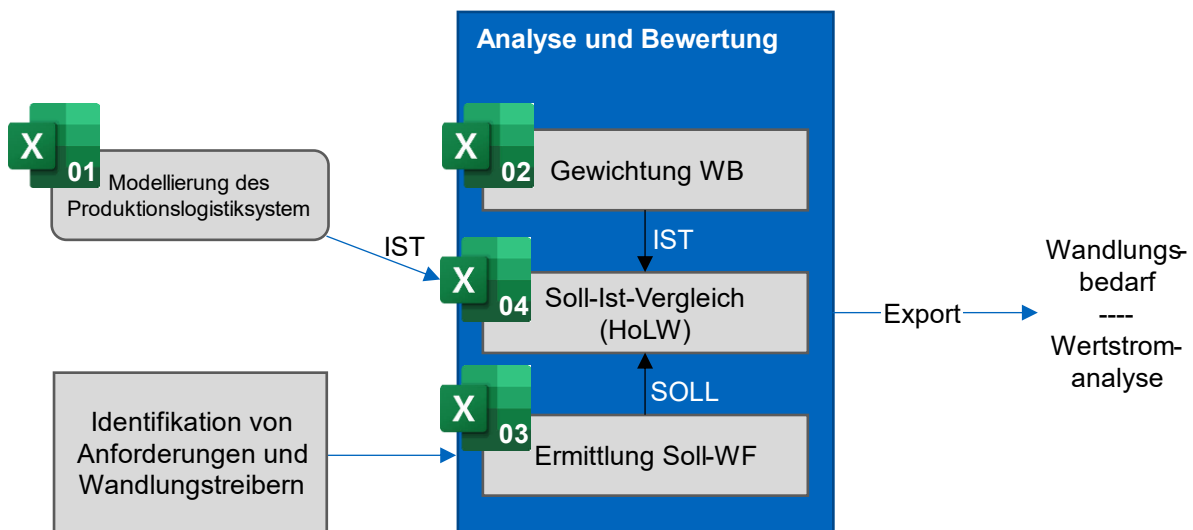 Analyse und Bewertung
X
01
Modellierung des
Produktionslogistiksystem
IST
X
02
Gewichtung WB
IST
X
04
Soll-Ist-Vergleich
(HoLW)
SOLL
X
03
Ermittlung Soll-WF
Identifikation von
Anforderungen und
Wandlungstreibern
Export
Wandlungs-
bedarf
----
Wertstrom-
analyse